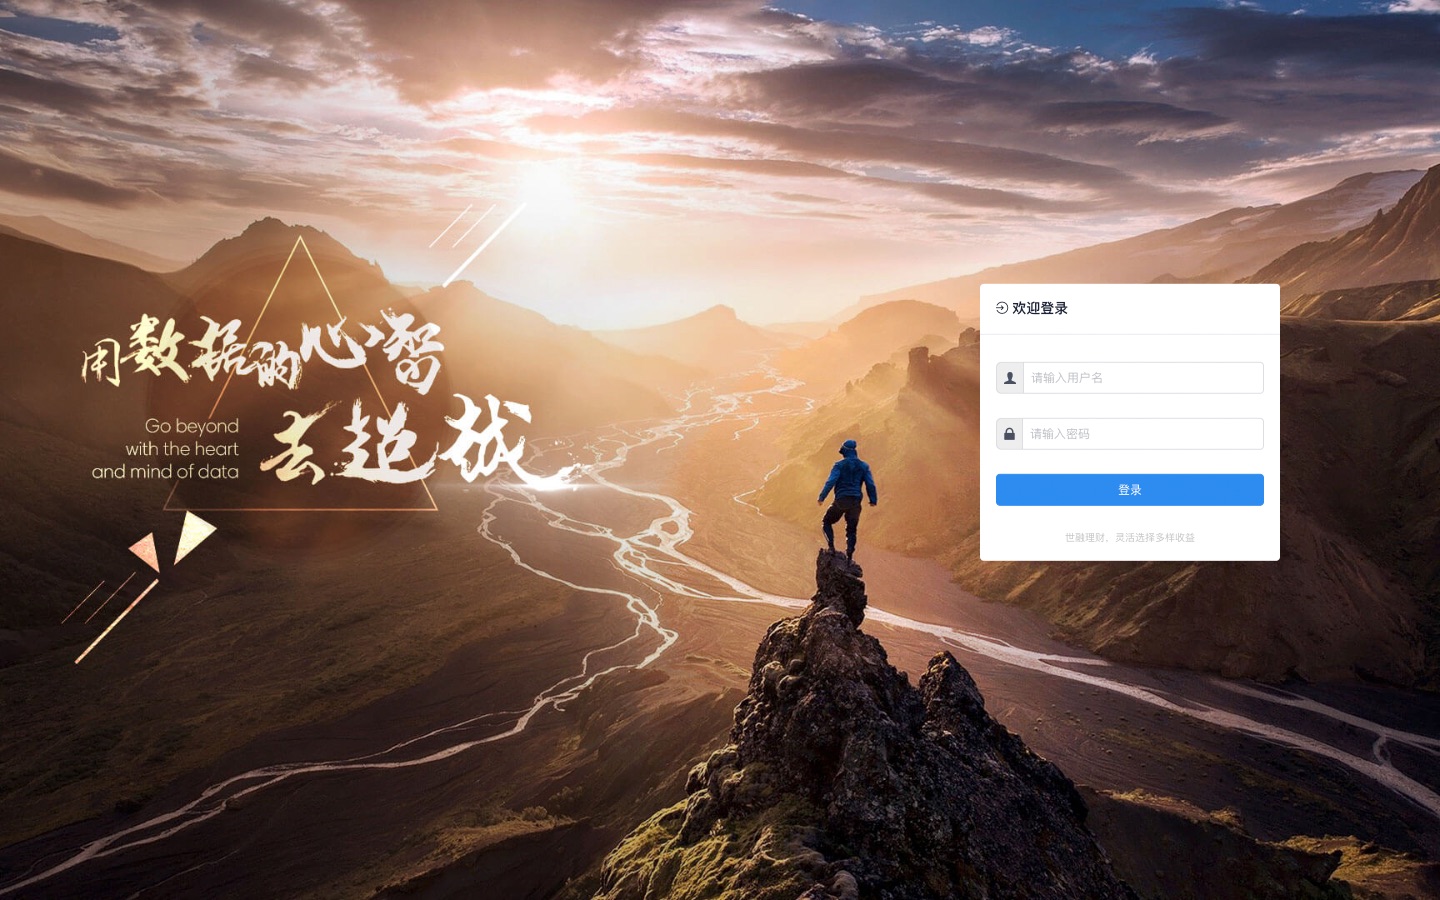 用数据的心智
去超越
Go beyond
with the heart
and mind of data
欢迎登录
请输入用户名
请输入密码
登录
世融理财，灵活选择多样收益